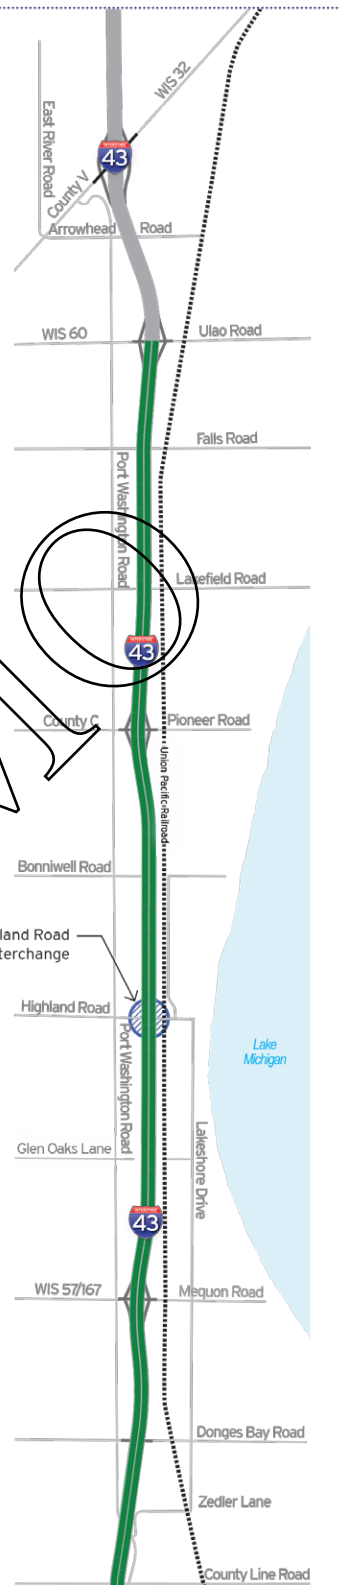 WIS 32
East River Road
INTERSTATE
43
County V
Arrowhead Road
WIS 60
Ulao Road
Falls Road
Port Washington Road
Lakefield Road
INTERSTATE
43
County C
Pioneer Road
Union Pacific Railroad
Bonniwell Road
land Road
terchange
Highland Road
Port Washington Road
Lake
Michigan
Glen Oaks Lane
Lakeshore Drive
INTERSTATE
43
WIS 57/167
Mequon Road
Donges Bay Road
Zedler Lane
County Line Road